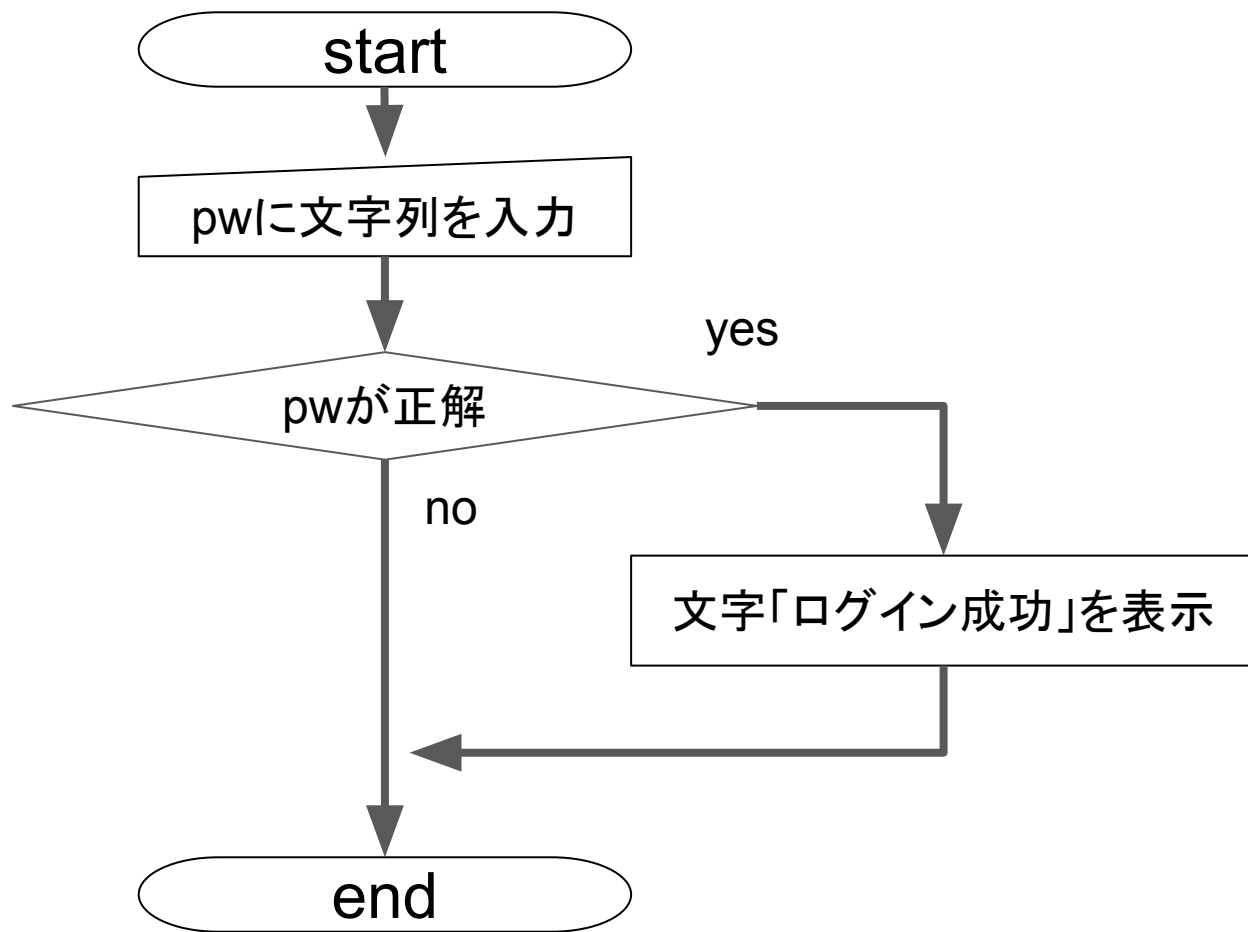 start
pwに文字列を入力
yes
pwが正解
no
文字「ログイン成功」を表示
end